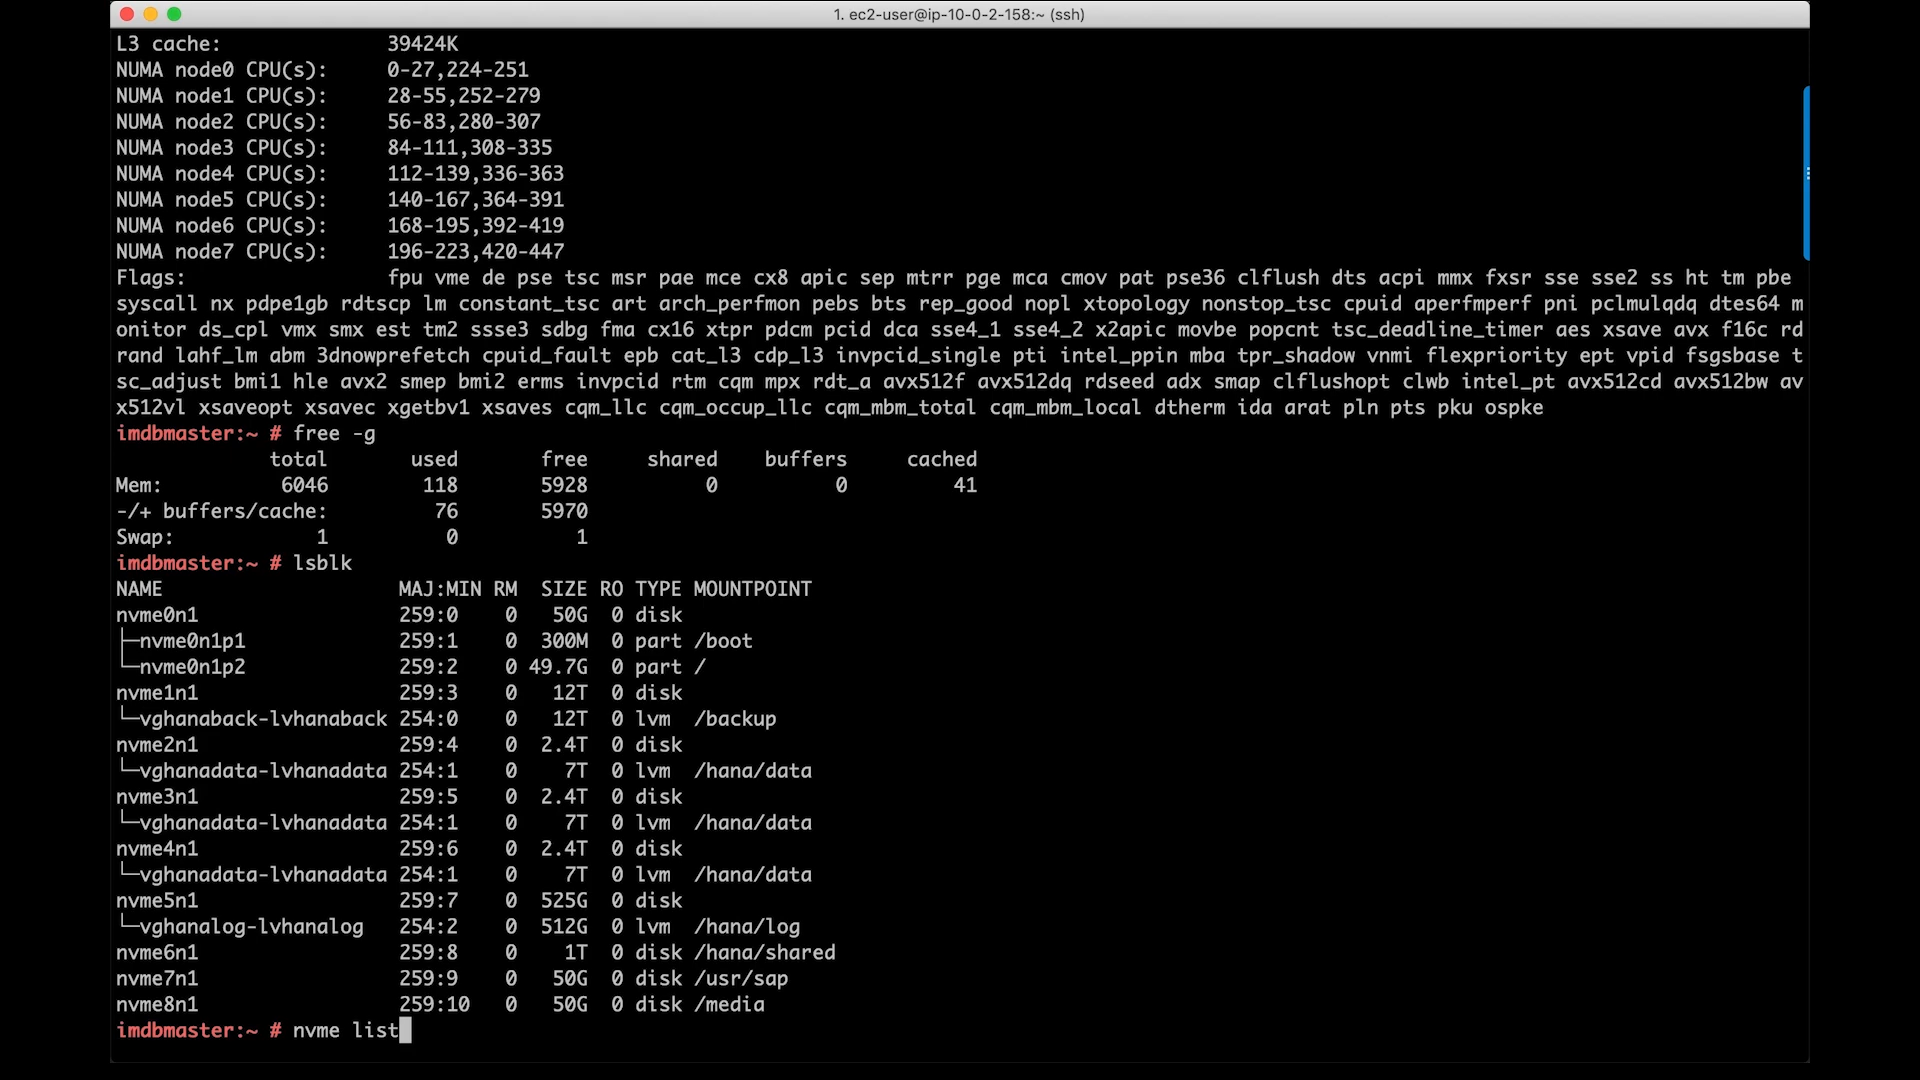 1. ec2-user@ip-10-0-2-158:~ (ssh)
L3 cache:              39424K
NUMA node0 CPU(s):     0-27,224-251
NUMA node1 CPU(s):     28-55,252-279
NUMA node2 CPU(s):     56-83,280-307
NUMA node3 CPU(s):     84-111,308-335
NUMA node4 CPU(s):     112-139,336-363
NUMA node5 CPU(s):     140-167,364-391
NUMA node6 CPU(s):     168-195,392-419
NUMA node7 CPU(s):     196-223,420-447
Flags:                 fpu vme de pse tsc msr pae mce cx8 apic sep mtrr pge mca cmov pat pse36 clflush dts acpi mmx fxsr sse sse2 ss ht tm pbe
syscall nx pdpe1gb rdtscp lm constant_tsc art arch_perfmon pebs bts rep_good nopl xtopology nonstop_tsc cpuid aperfmperf pni pclmulqdq dtes64 m
onitor ds_cpl vmx smx est tm2 ssse3 sdbg fma cx16 xtpr pdcm pcid dca sse4_1 sse4_2 x2apic movbe popcnt tsc_deadline_timer aes xsave avx f16c rd
rand lahf_lm abm 3dnowprefetch cpuid_fault epb cat_l3 cdp_l3 invpcid_single pti intel_ppin mba tpr_shadow vnmi flexpriority ept vpid fsgsbase t
sc_adjust bmi1 hle avx2 smep bmi2 erms invpcid rtm cqm mpx rdt_a avx512f avx512dq rdseed adx smap clflushopt clwb intel_pt avx512cd avx512bw av
x512vl xsaveopt xsavec xgetbv1 xsaves cqm_llc cqm_occup_llc cqm_mbm_total cqm_mbm_local dtherm ida arat pln pts pku ospke
imdbmaster:~ # free -g
             total       used       free     shared    buffers     cached
Mem:          6046        118       5928          0          0         41
-/+ buffers/cache:         76       5970
Swap:            1          0          1
imdbmaster:~ # lsblk
NAME                    MAJ:MIN RM   SIZE RO TYPE MOUNTPOINT
nvme0n1                 259:0    0    50G  0 disk
├─nvme0n1p1             259:1    0   300M  0 part /boot
└─nvme0n1p2             259:2    0  49.7G  0 part /
nvme1n1                 259:3    0    12T  0 disk
└─vghanaback-lvhanaback 254:0    0    12T  0 lvm  /backup
nvme2n1                 259:4    0   2.4T  0 disk
└─vghanadata-lvhanadata 254:1    0     7T  0 lvm  /hana/data
nvme3n1                 259:5    0   2.4T  0 disk
└─vghanadata-lvhanadata 254:1    0     7T  0 lvm  /hana/data
nvme4n1                 259:6    0   2.4T  0 disk
└─vghanadata-lvhanadata 254:1    0     7T  0 lvm  /hana/data
nvme5n1                 259:7    0   525G  0 disk
└─vghanalog-lvhanalog   254:2    0   512G  0 lvm  /hana/log
nvme6n1                 259:8    0     1T  0 disk /hana/shared
nvme7n1                 259:9    0    50G  0 disk /usr/sap
nvme8n1                 259:10   0    50G  0 disk /media
imdbmaster:~ # nvme list